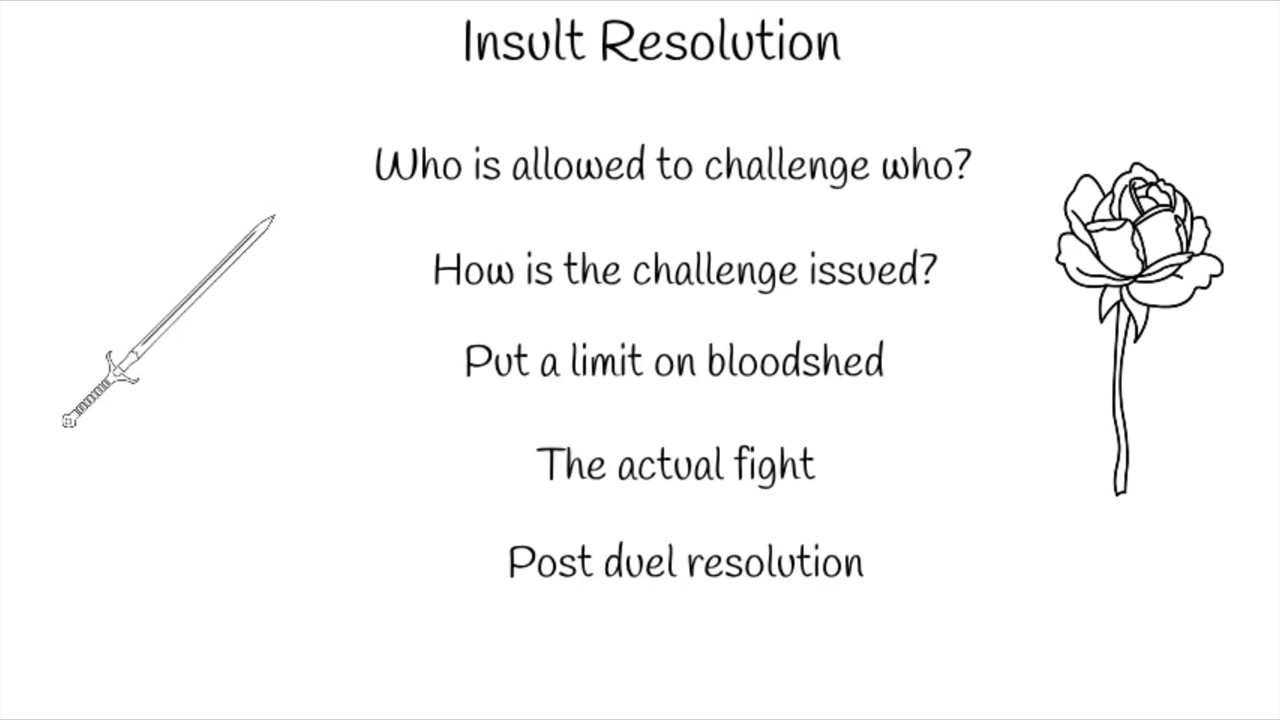 Insult Resolution
Who is allowed to challenge who?
How is the challenge issued?
Put a limit on bloodshed
The actual fight
Post duel resolution